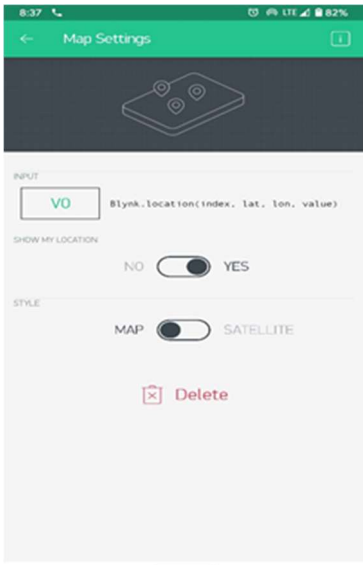 8:37 LTE 82%
Map Settings
INPUT
V0 Blynk.location(index, lat, lon, value)
SHOW MY LOCATION
NO YES
STYLE
MAP SATELLITE
Delete